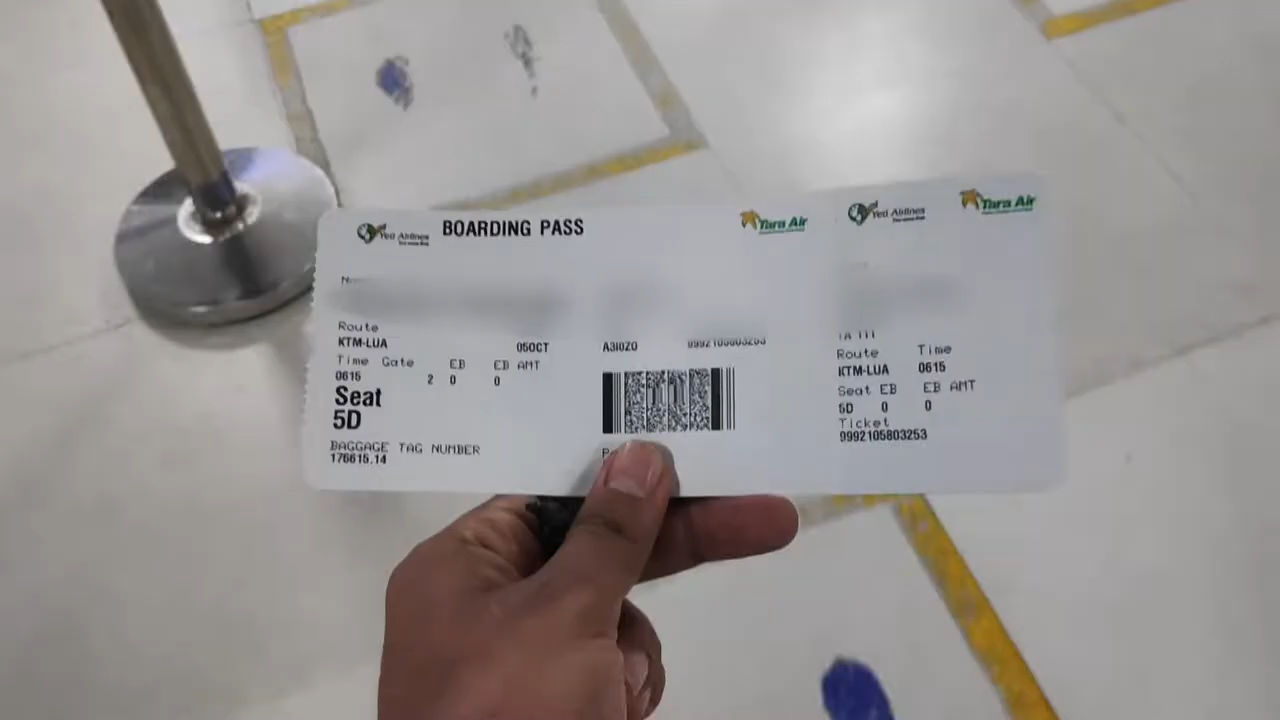 Yeti Airlines BOARDING PASS Tara Air
Route
KTM-LUA 05OCT A3I0ZO 9992105803253
Time Gate EB EB AMT
0615 2 0 0
Seat
5D
BAGGAGE TAG NUMBER
176615.14
Yeti Airlines Tara Air
Route Time
KTM-LUA 0615
Seat EB EB AMT
5D 0 0
Ticket
9992105803253